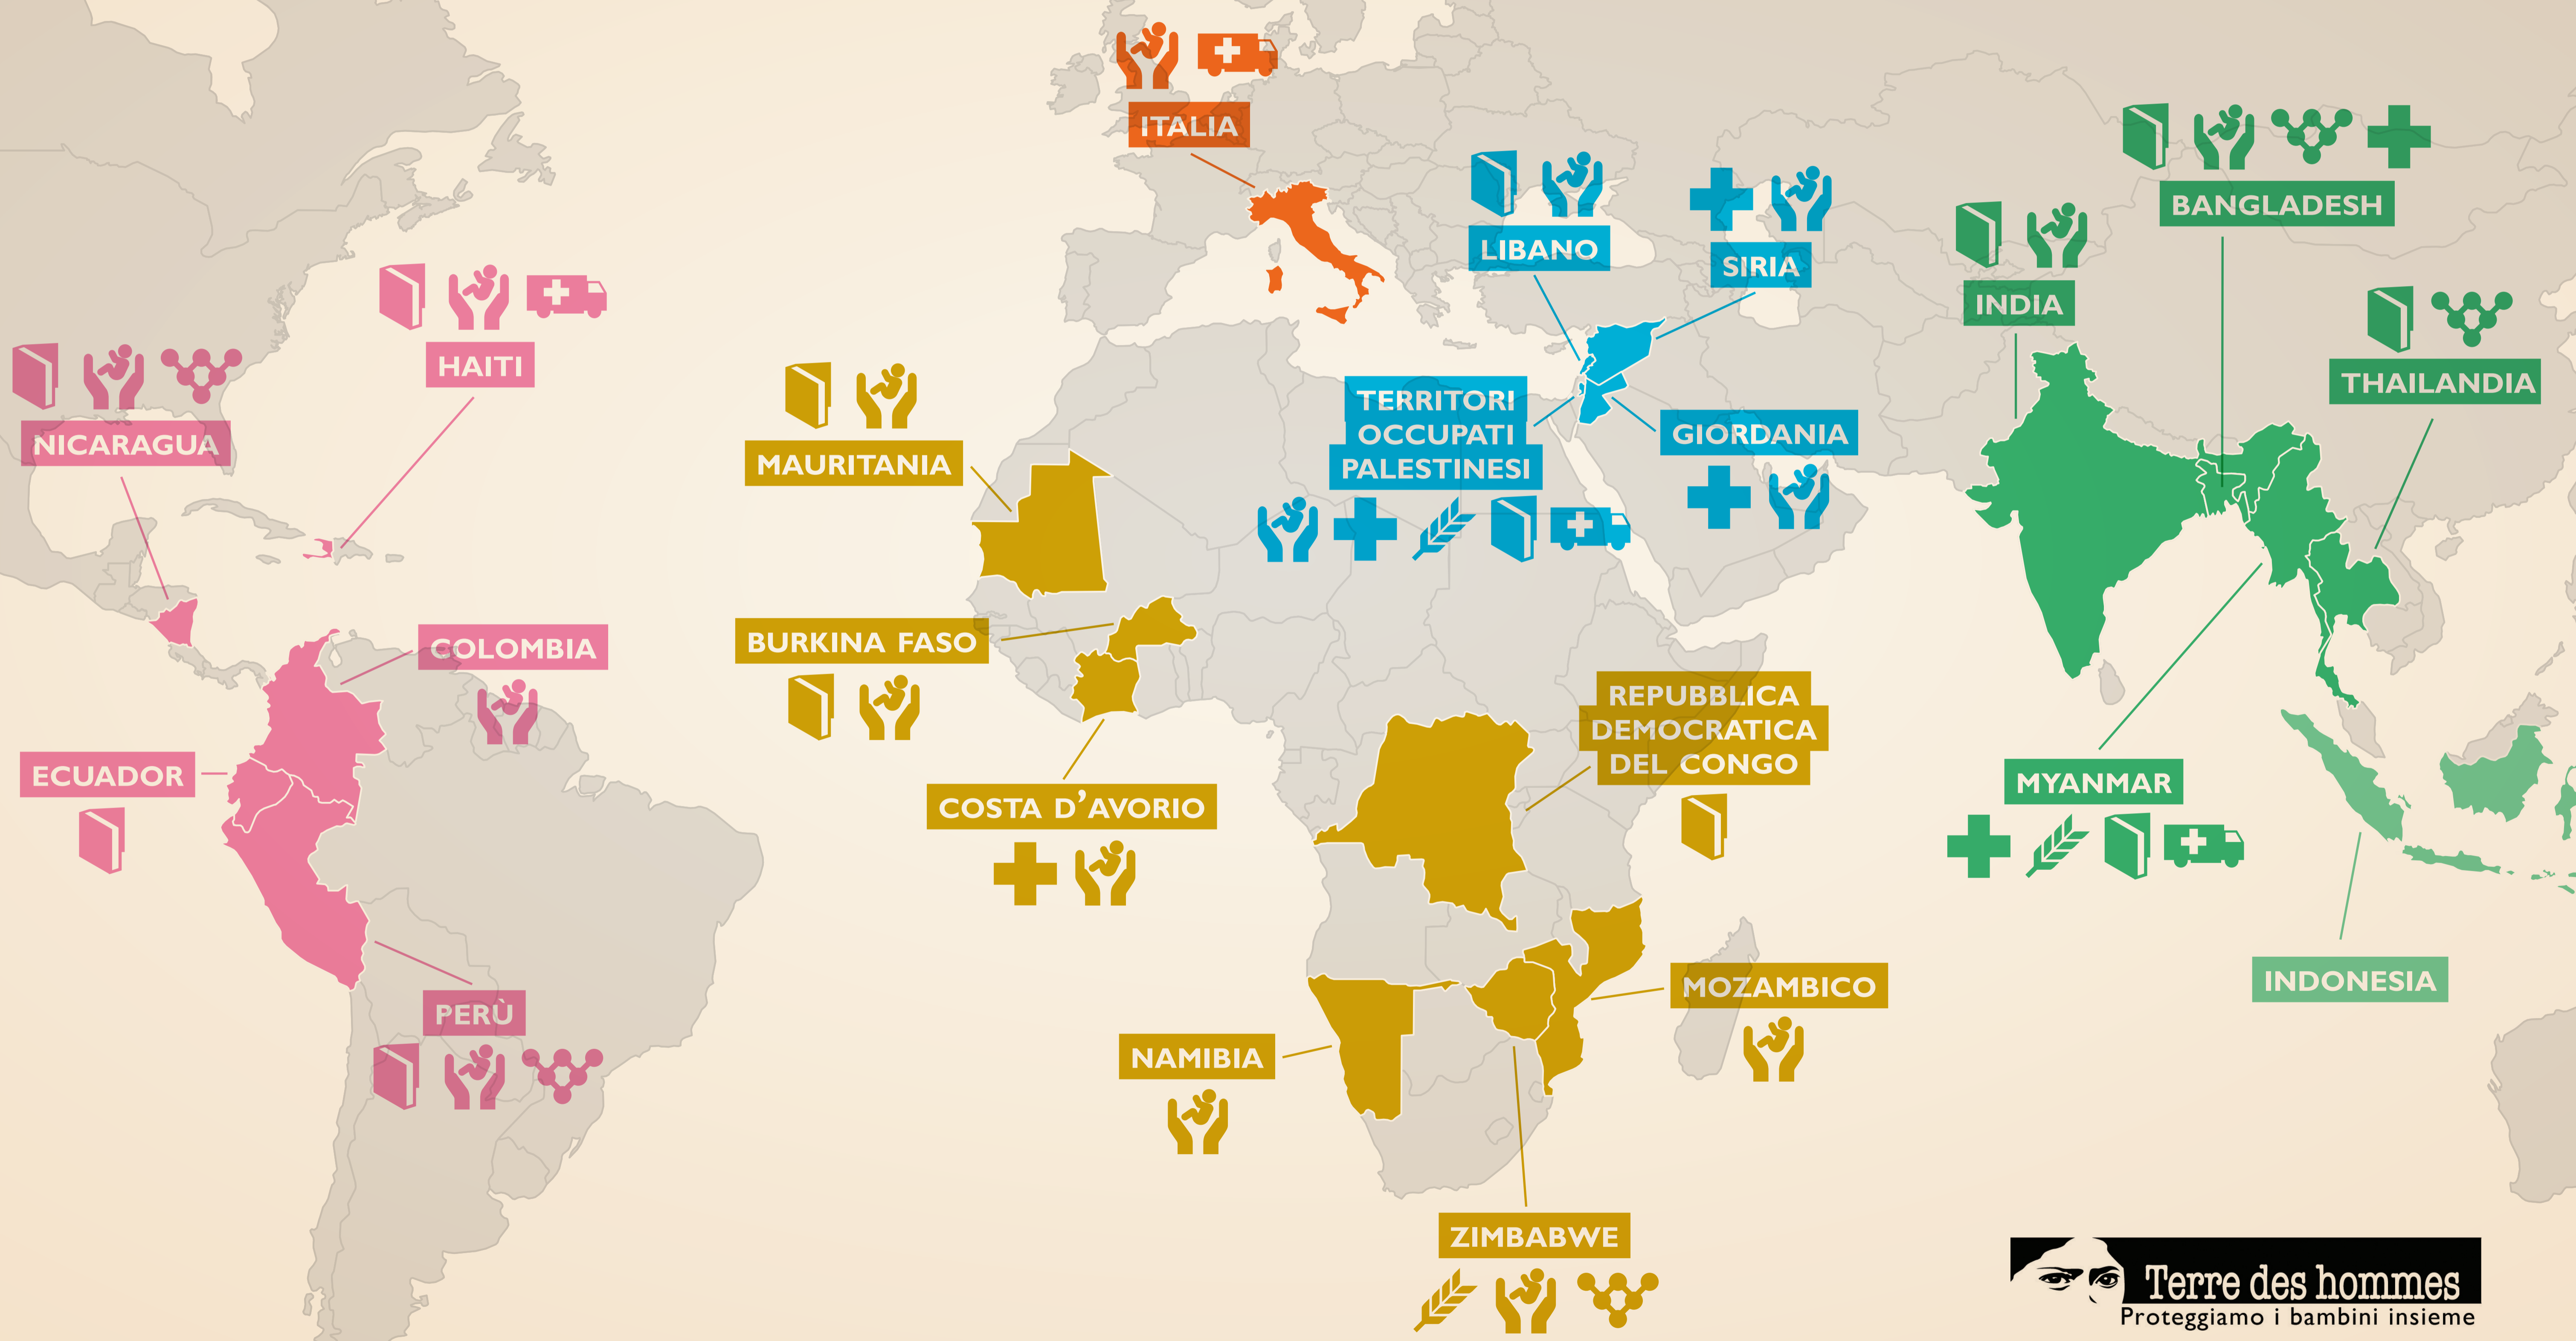 ITALIA
BANGLADESH
LIBANO
SIRIA
INDIA
HAITI
THAILANDIA
NICARAGUA
MAURITANIA
TERRITORI
OCCUPATI
PALESTINESI
GIORDANIA
BURKINA FASO
COLOMBIA
REPUBBLICA
DEMOCRATICA
DEL CONGO
ECUADOR
COSTA D'AVORIO
MYANMAR
INDONESIA
MOZAMBICO
PERÙ
NAMIBIA
ZIMBABWE
Terre des hommes
Proteggiamo i bambini insieme